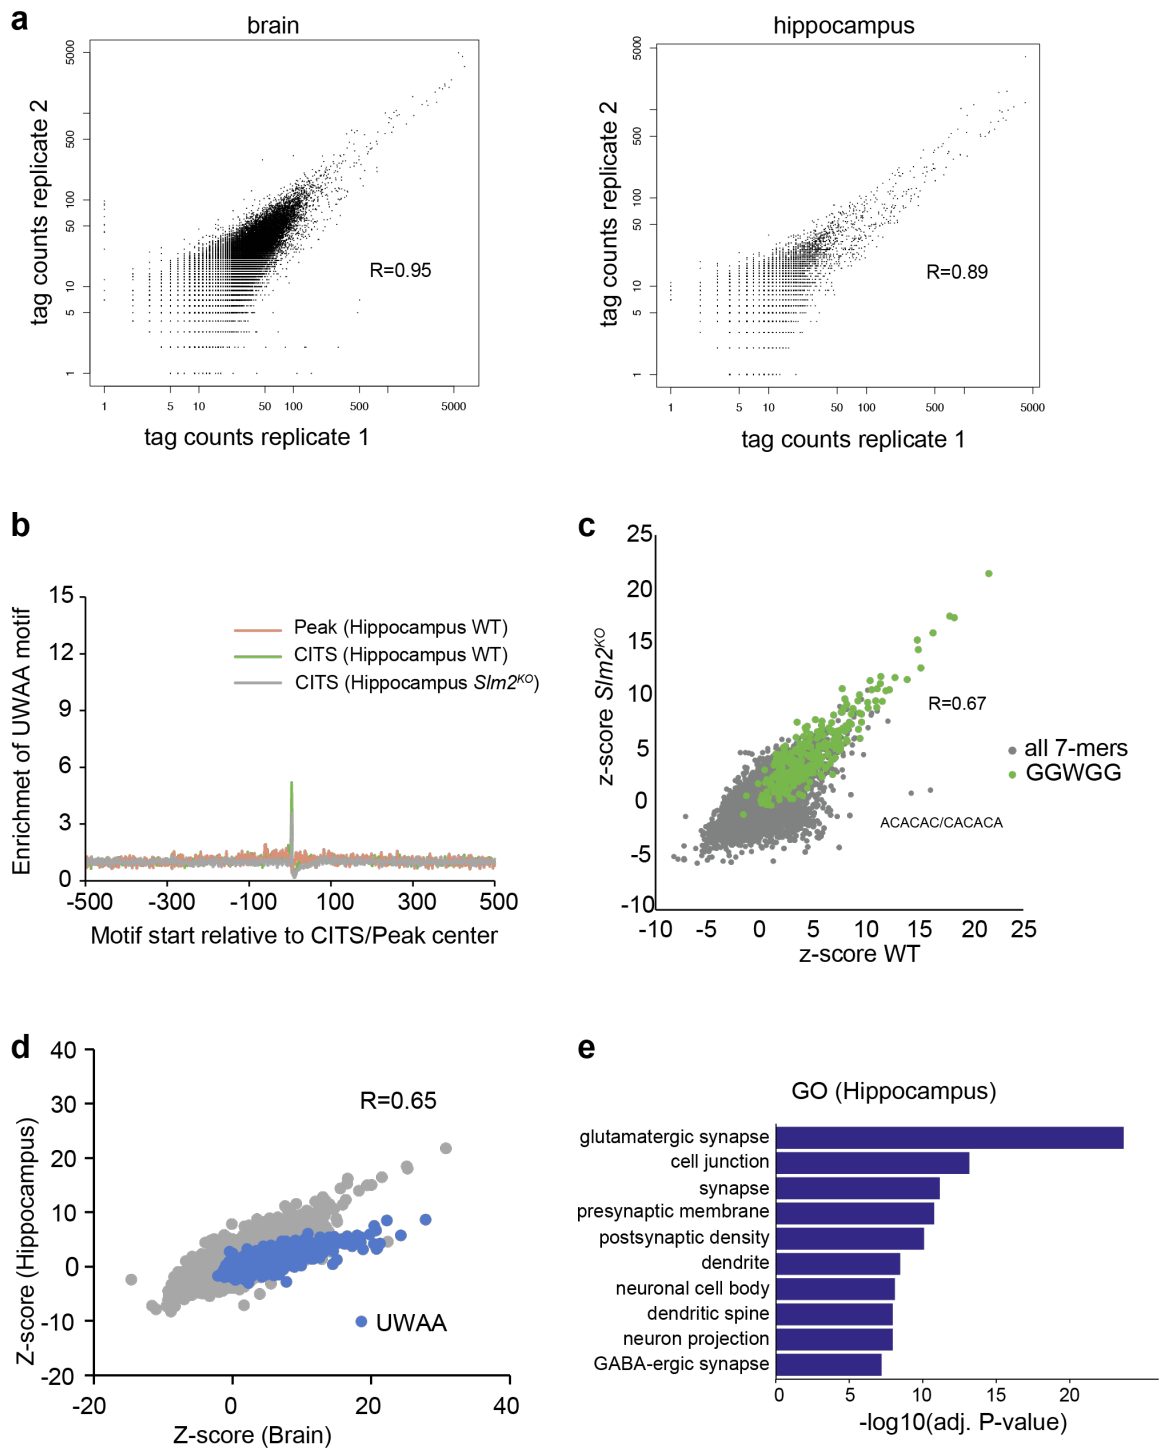 a
brain
hippocampus
tag counts replicate 2
5000
500
100
50
10
5
1
R=0.95
1
5
10
50
100
500
5000
tag counts replicate 1
tag counts replicate 2
5000
500
100
50
10
5
1
R=0.89
1
5
10
50
100
500
5000
tag counts replicate 1
b
Enrichmet of UWAA motif
15
12
9
6
3
0
Peak (Hippocampus WT)
CITS (Hippocampus WT)
CITS (Hippocampus Slm2KO)
-500
-300
-100
100
300
500
Motif start relative to CITS/Peak center
c
z-score Slm2KO
25
20
15
10
5
0
-5
-10
R=0.67
all 7-mers
GGWGG
ACACAC/CACACA
-10
-5
0
5
10
15
20
25
z-score WT
d
Z-score (Hippocampus)
40
30
20
10
0
-10
-20
R=0.65
UWAA
-20
0
20
40
Z-score (Brain)
e
GO (Hippocampus)
glutamatergic synapse
cell junction
synapse
presynaptic membrane
postsynaptic density
dendrite
neuronal cell body
dendritic spine
neuron projection
GABA-ergic synapse
0
5
10
15
20
-log10(adj. P-value)